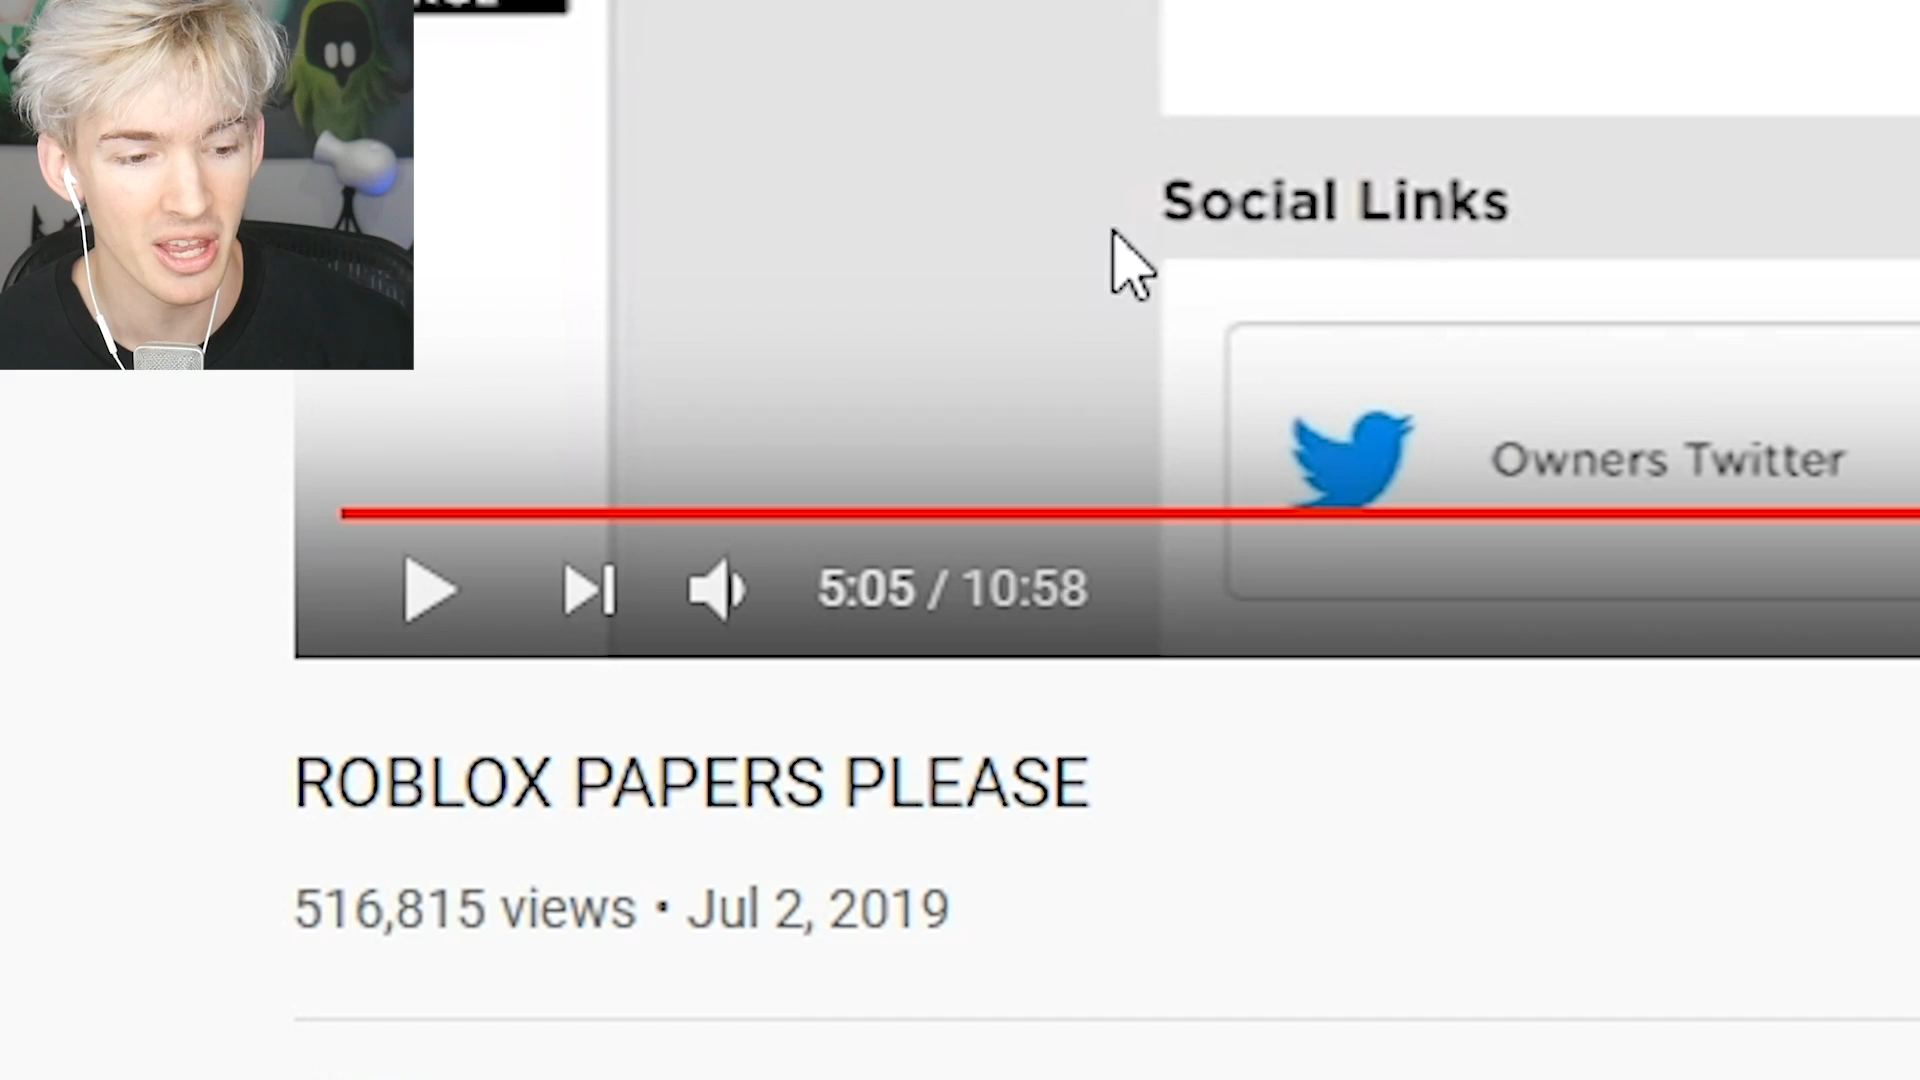 Social Links
Owners Twitter
5:05 / 10:58
ROBLOX PAPERS PLEASE
516,815 views • Jul 2, 2019